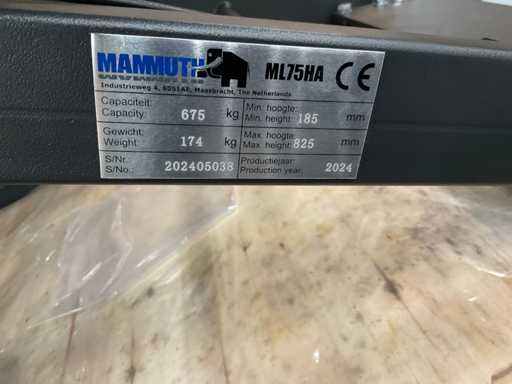 MAMMUTH ML75HA CE
Industrieweg 4, 6051AE, Maasbracht, The Netherlands
Capaciteit: Min. hoogte:
Capacity: 675 kg Min. height: 185 mm
Gewicht: Max. hoogte:
Weight: 174 kg Max. height: 825 mm
S/Nr. Productiejaar:
S/No.: 202405038 Production year: 2024